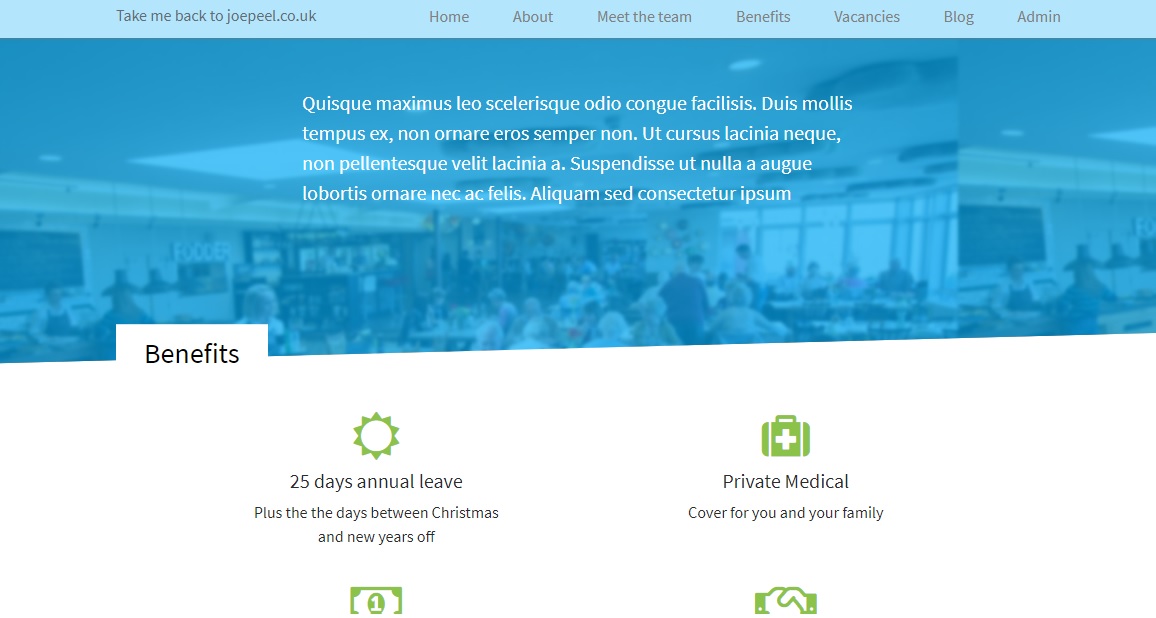 Take me back to joepeel.co.uk Home About Meet the team Benefits Vacancies Blog Admin
Quisque maximus leo scelerisque odio congue facilisis. Duis mollis
tempus ex, non ornare eros semper non. Ut cursus lacinia neque,
non pellentesque velit lacinia a. Suspendisse ut nulla a augue
lobortis ornare nec ac felis. Aliquam sed consectetur ipsum
FODDER
Benefits
25 days annual leave
Plus the the days between Christmas
and new years off
Private Medical
Cover for you and your family
1